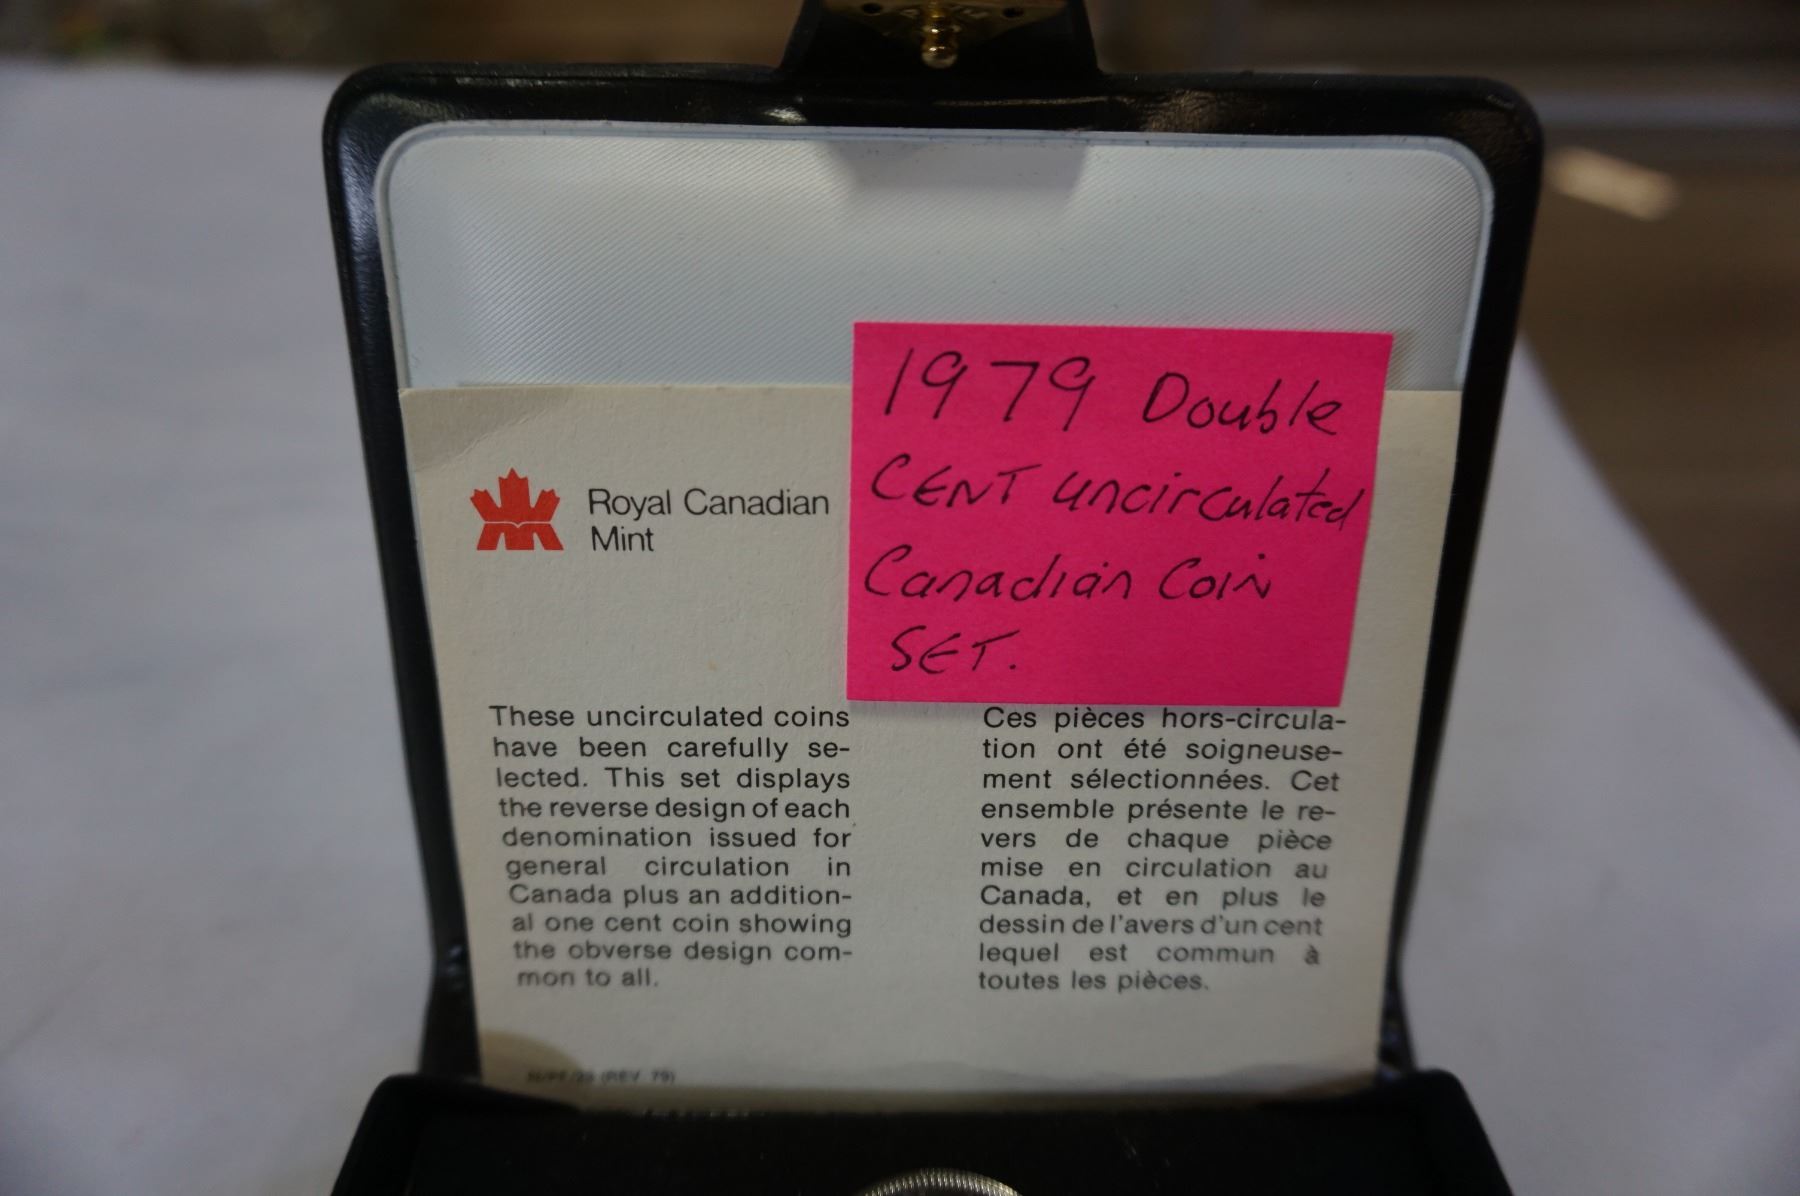 1979 Double
CENT uncirculated
Canadian Coin
SET.
Royal Canadian
Mint
These uncirculated coins
have been carefully se-
lected. This set displays
the reverse design of each
denomination issued for
general circulation in
Canada plus an addition-
al one cent coin showing
the obverse design com-
mon to all.
Ces pièces hors-circula-
tion ont été soigneuse-
ment sélectionnées. Cet
ensemble présente le re-
vers de chaque pièce
mise en circulation au
Canada, et en plus le
dessin de l'avers d'un cent
lequel est commun à
toutes les pièces.
(REV. 79)